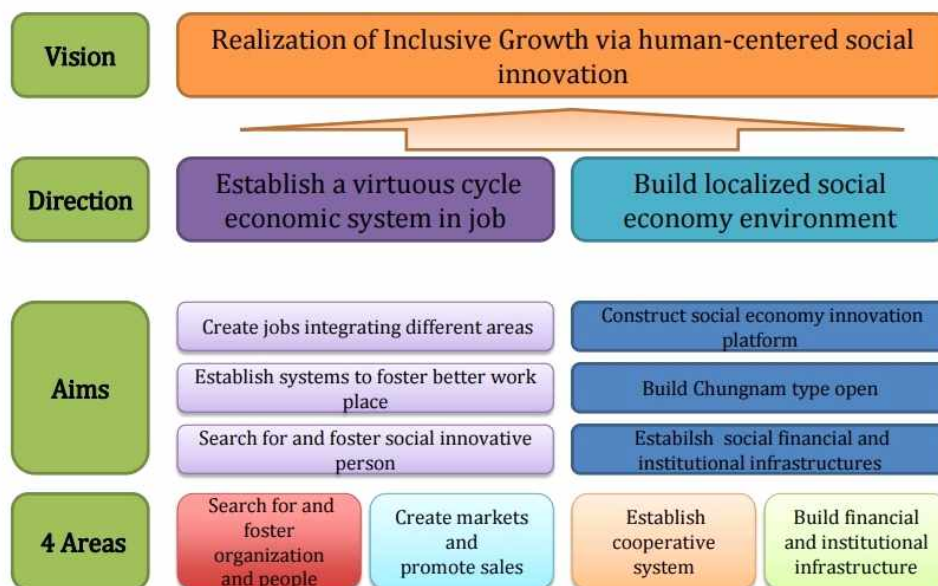 Vision
Realization of Inclusive Growth via human-centered social
innovation
Direction
Establish a virtuous cycle
economic system in job
Build localized social
economy environment
Aims
Create jobs integrating different areas
Construct social economy innovation
platform
Establish systems to foster better work
place
Build Chungnam type open
Search for and foster social innovative
person
Estabilsh social financial and
institutional infrastructures
4 Areas
Search for and
foster
organization
and people
Create markets
and
promote sales
Establish
cooperative
system
Build financial
and institutional
infrastructure